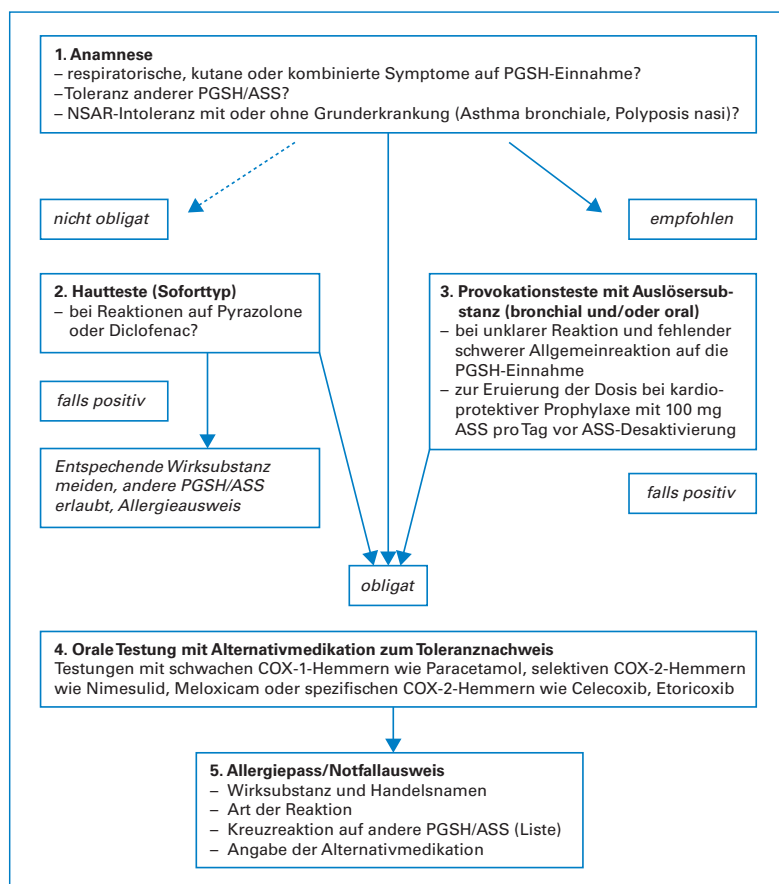 1. Anamnese
– respiratorische, kutane oder kombinierte Symptome auf PGSH-Einnahme?
– Toleranz anderer PGSH/ASS?
– NSAR-Intoleranz mit oder ohne Grunderkrankung (Asthma bronchiale, Polyposis nasi)?
nicht obligat
empfohlen
2. Hautteste (Soforttyp)
– bei Reaktionen auf Pyrazolone
oder Diclofenac?
falls positiv
Entspechende Wirksubstanz
meiden, andere PGSH/ASS
erlaubt, Allergieausweis
3. Provokationsteste mit Auslösersub-
stanz (bronchial und/oder oral)
– bei unklarer Reaktion und fehlender
schwerer Allgemeinreaktion auf die
PGSH-Einnahme
– zur Eruierung der Dosis bei kardio-
protektiver Prophylaxe mit 100 mg
ASS pro Tag vor ASS-Desaktivierung
falls positiv
obligat
4. Orale Testung mit Alternativmedikation zum Toleranznachweis
Testungen mit schwachen COX-1-Hemmern wie Paracetamol, selektiven COX-2-Hemmern
wie Nimesulid, Meloxicam oder spezifischen COX-2-Hemmern wie Celecoxib, Etoricoxib
5. Allergiepass/Notfallausweis
– Wirksubstanz und Handelsnamen
– Art der Reaktion
– Kreuzreaktion auf andere PGSH/ASS (Liste)
– Angabe der Alternativmedikation